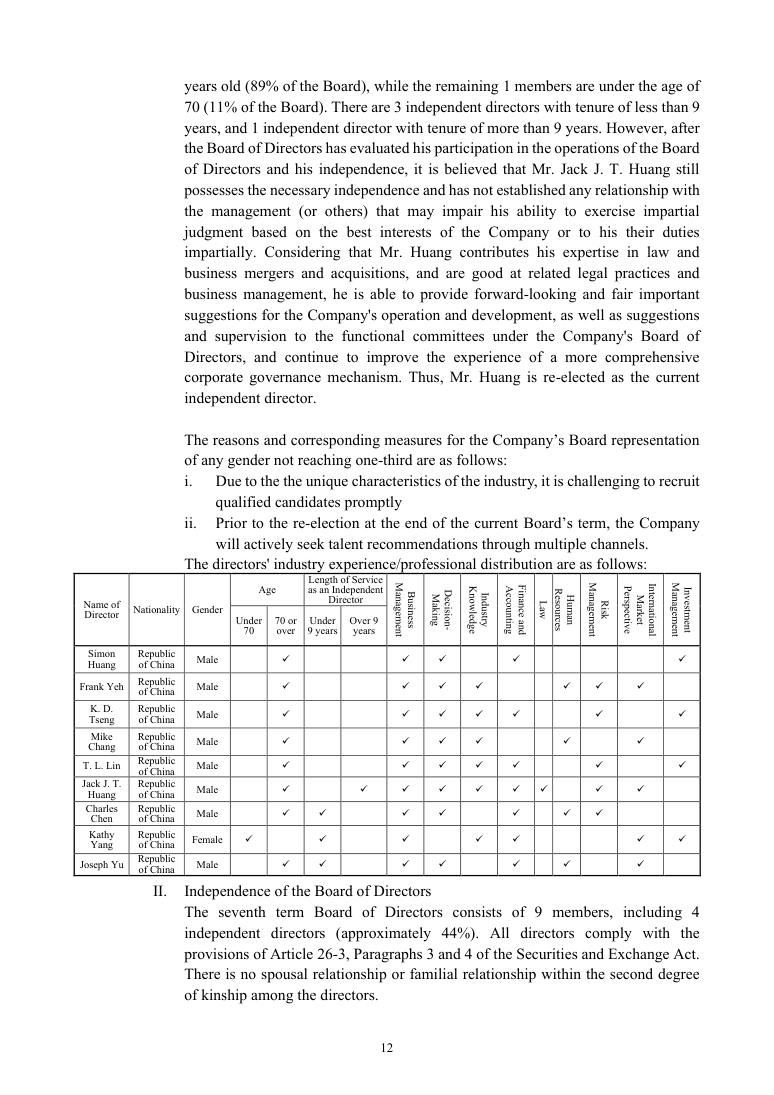 years old (89% of the Board), while the remaining 1 members are under the age of
70 (11% of the Board). There are 3 independent directors with tenure of less than 9
years, and 1 independent director with tenure of more than 9 years. However, after
the Board of Directors has evaluated his participation in the operations of the Board
of Directors and his independence, it is believed that Mr. Jack J. T. Huang still
possesses the necessary independence and has not established any relationship with
the management (or others) that may impair his ability to exercise impartial
judgment based on the best interests of the Company or to his their duties
impartially. Considering that Mr. Huang contributes his expertise in law and
business mergers and acquisitions, and are good at related legal practices and
business management, he is able to provide forward-looking and fair important
suggestions for the Company's operation and development, as well as suggestions
and supervision to the functional committees under the Company's Board of
Directors, and continue to improve the experience of a more comprehensive
corporate governance mechanism. Thus, Mr. Huang is re-elected as the current
independent director.
The reasons and corresponding measures for the Company’s Board representation
of any gender not reaching one-third are as follows:
i. Due to the the unique characteristics of the industry, it is challenging to recruit
qualified candidates promptly
ii. Prior to the re-election at the end of the current Board’s term, the Company
will actively seek talent recommendations through multiple channels.
The directors' industry experience/professional distribution are as follows:
Name of
Director
Nationality
Gender
Age
Under
70
70 or
over
Length of Service
as an Independent
Director
Under
9 years
Over 9
years
Business
Management
Decision-
Making
Industry
Knowledge
Finance and
Accounting
Law
Human
Resources
Risk
Management
International
Market
Perspective
Investment
Management
Simon
Huang
Republic
of China
Male ✓ ✓ ✓ ✓ ✓
Frank Yeh
Republic
of China
Male ✓ ✓ ✓ ✓ ✓ ✓ ✓
K. D.
Tseng
Republic
of China
Male ✓ ✓ ✓ ✓ ✓ ✓ ✓
Mike
Chang
Republic
of China
Male ✓ ✓ ✓ ✓ ✓ ✓
T. L. Lin
Republic
of China
Male ✓ ✓ ✓ ✓ ✓ ✓ ✓
Jack J. T.
Huang
Republic
of China
Male ✓ ✓ ✓ ✓ ✓ ✓ ✓ ✓ ✓
Charles
Chen
Republic
of China
Male ✓ ✓ ✓ ✓ ✓ ✓ ✓
Kathy
Yang
Republic
of China
Female ✓ ✓ ✓ ✓ ✓ ✓ ✓
Joseph Yu
Republic
of China
Male ✓ ✓ ✓ ✓ ✓ ✓ ✓
II. Independence of the Board of Directors
The seventh term Board of Directors consists of 9 members, including 4
independent directors (approximately 44%). All directors comply with the
provisions of Article 26-3, Paragraphs 3 and 4 of the Securities and Exchange Act.
There is no spousal relationship or familial relationship within the second degree
of kinship among the directors.
12